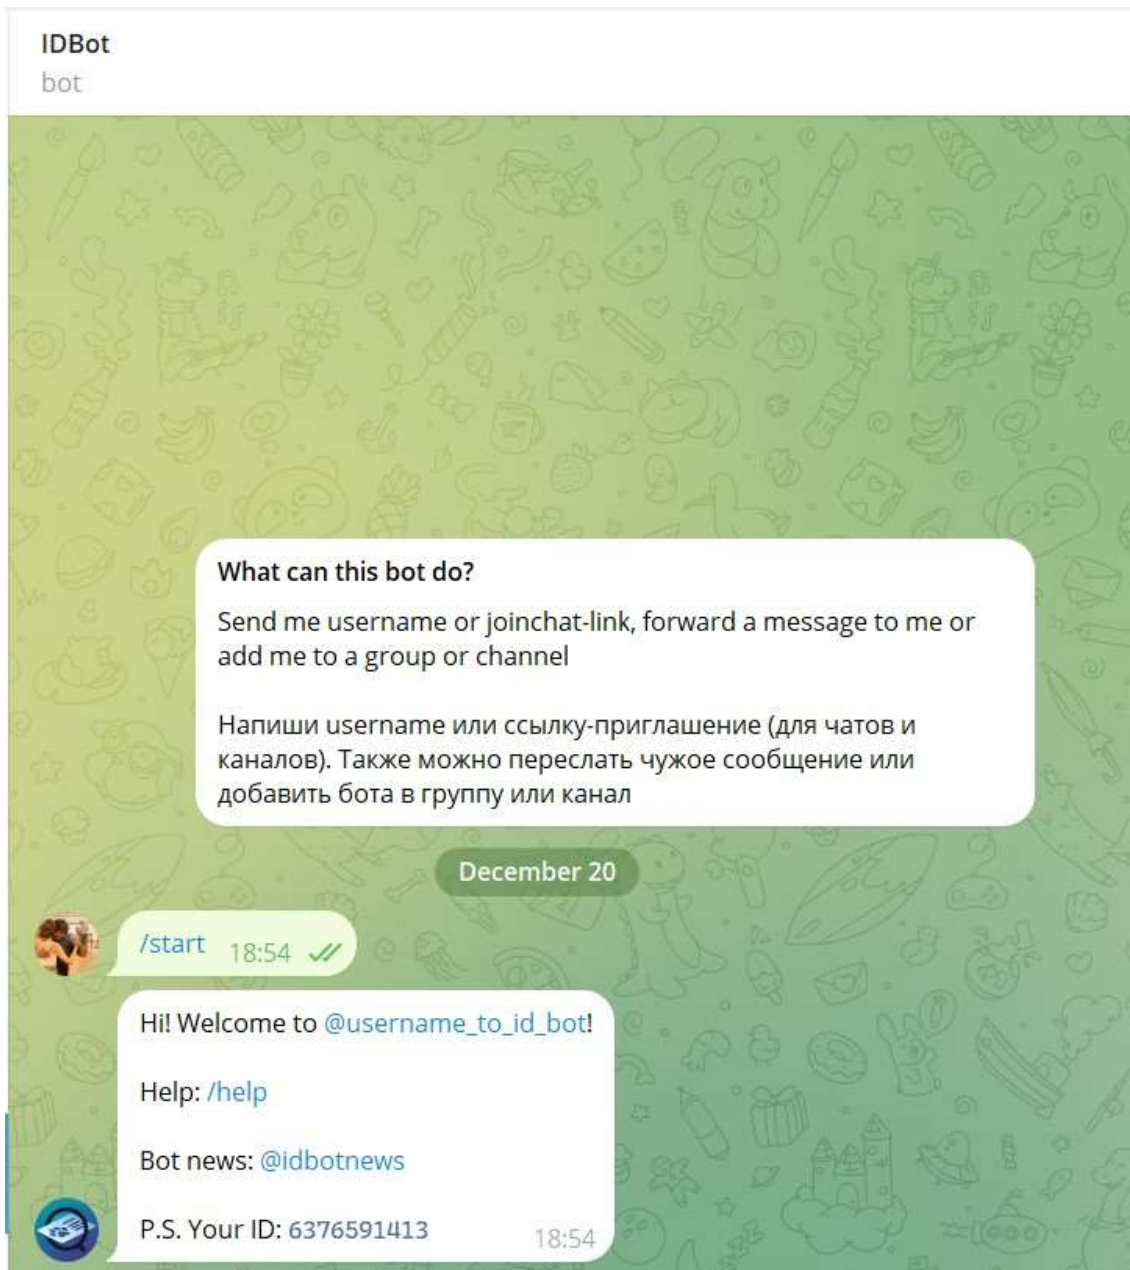 IDBot
bot
What can this bot do?
Send me username or joinchat-link, forward a message to me or
add me to a group or channel
Напиши username или ссылку-приглашение (для чатов и
каналов). Также можно переслать чужое сообщение или
добавить бота в группу или канал
December 20
/start 18:54
Hi! Welcome to @username_to_id_bot!
Help: /help
Bot news: @idbotnews
P.S. Your ID: 6376591413 18:54